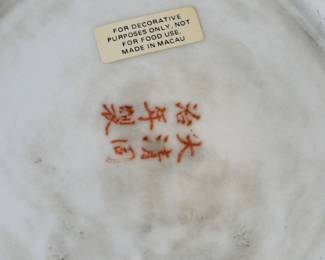 FOR DECORATIVE
PURPOSES ONLY, NOT
FOR FOOD USE.
MADE IN MACAU
大清同
治年製